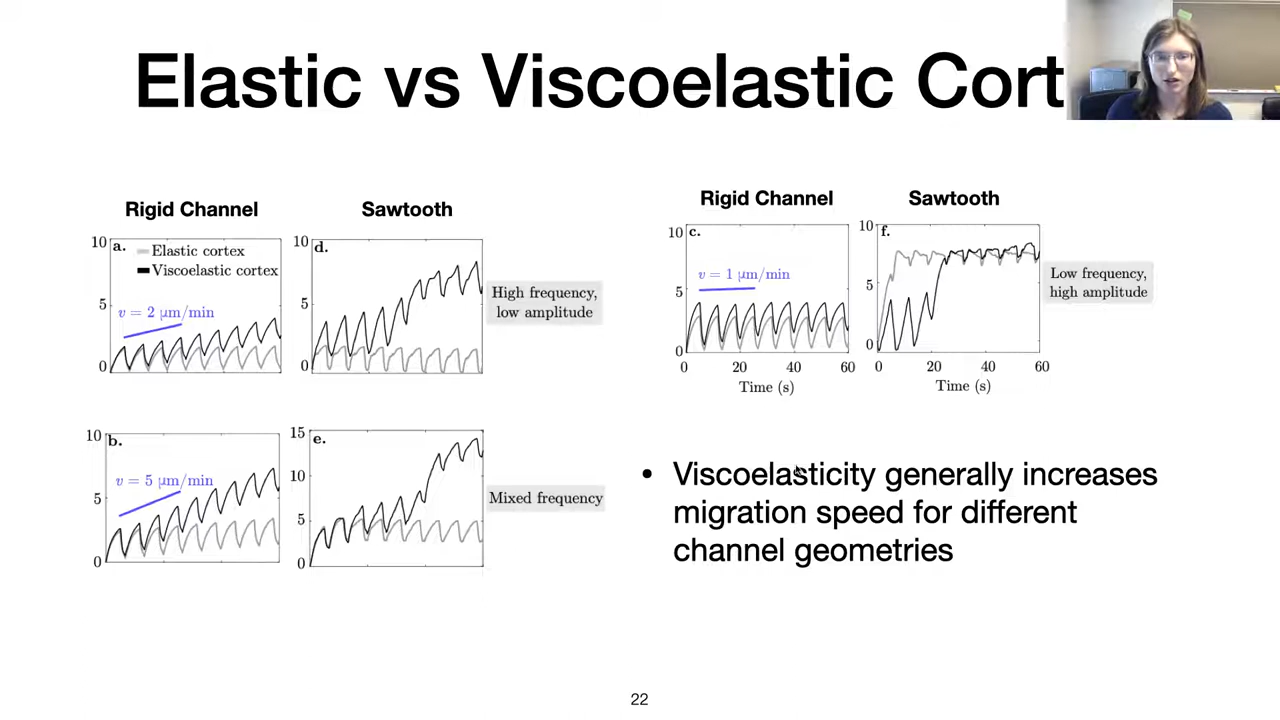 Elastic vs Viscoelastic Cort
Rigid Channel
Sawtooth
10
a.
Elastic cortex
Viscoelastic cortex
5
v = 2 μm/min
0
10
d.
5
0
High frequency,
low amplitude
10
b.
v = 5 μm/min
5
0
15
e.
10
5
0
Mixed frequency
Rigid Channel
Sawtooth
10
c.
v = 1 μm/min
5
0
0 20 40 60
Time (s)
10
f.
5
0
0 20 40 60
Time (s)
Low frequency,
high amplitude
• Viscoelasticity generally increases
migration speed for different
channel geometries
22